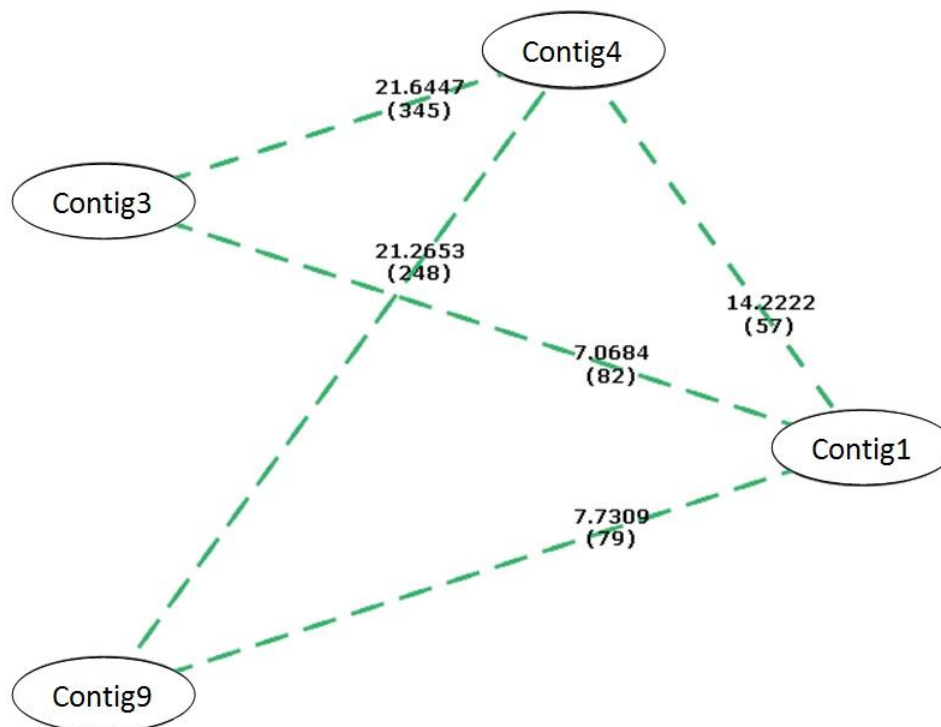 Contig4
21.6447
(345)
Contig3
21.2653
(248)
14.2222
(57)
7.0684
(82)
Contig1
7.7309
(79)
Contig9